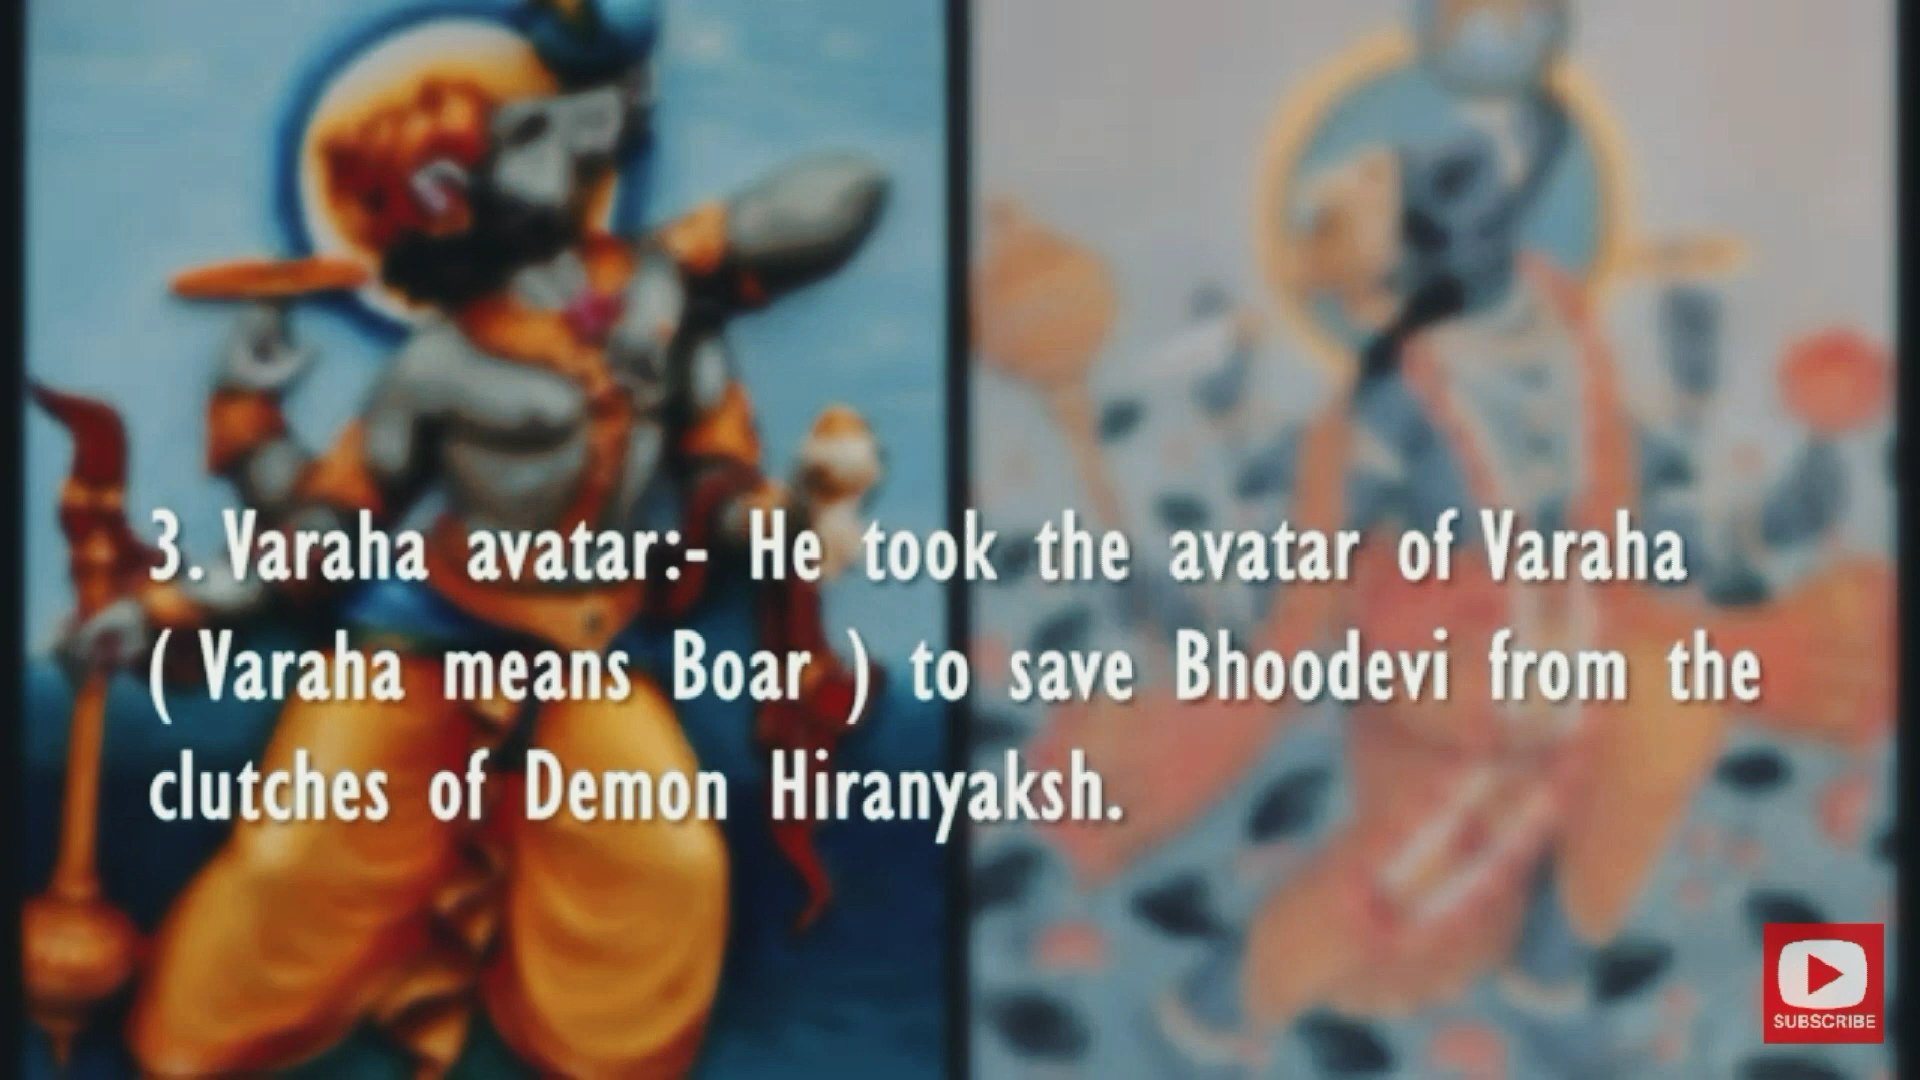 3. Varaha avatar:- He took the avatar of Varaha
( Varaha means Boar ) to save Bhoodevi from the
clutches of Demon Hiranyaksh.
SUBSCRIBE